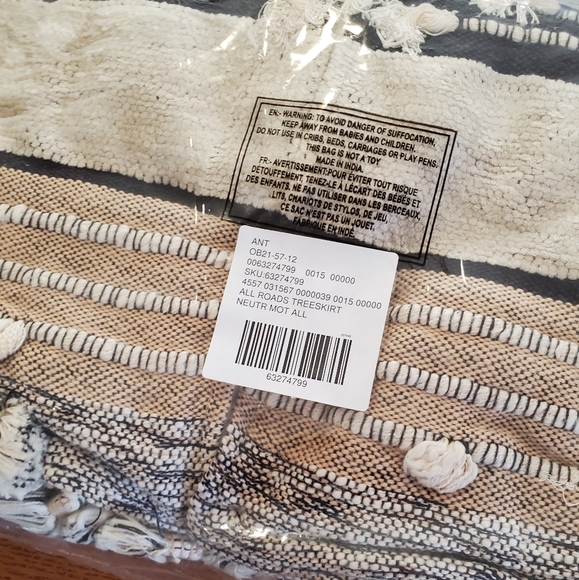 EN:- WARNING: TO AVOID DANGER OF SUFFOCATION,
KEEP AWAY FROM BABIES AND CHILDREN.
DO NOT USE IN CRIBS, BEDS, CARRIAGES OR PLAY PENS.
THIS BAG IS NOT A TOY
MADE IN INDIA.
FR:- AVERTISSEMENT:POUR ÉVITER TOUT RISQUE
DÉTOUFFEMENT, TENEZ-LE À LÉCART DES BÉBÉS ET
DES ENFANTS. NE PAS UTILISER DANS LES BERCEAUX,
LITS, CHARIOTS DE STYLOS, DE JEU,
CE SAC N'EST PAS UN JOUET.
FABRIQUÉ EN INDE.
ANT
OB21-57-12
0063274799 0015 00000
SKU:63274799
4557 031567 0000039 0015 00000
ALL ROADS TREESKIRT
NEUTR MOT ALL
63274799